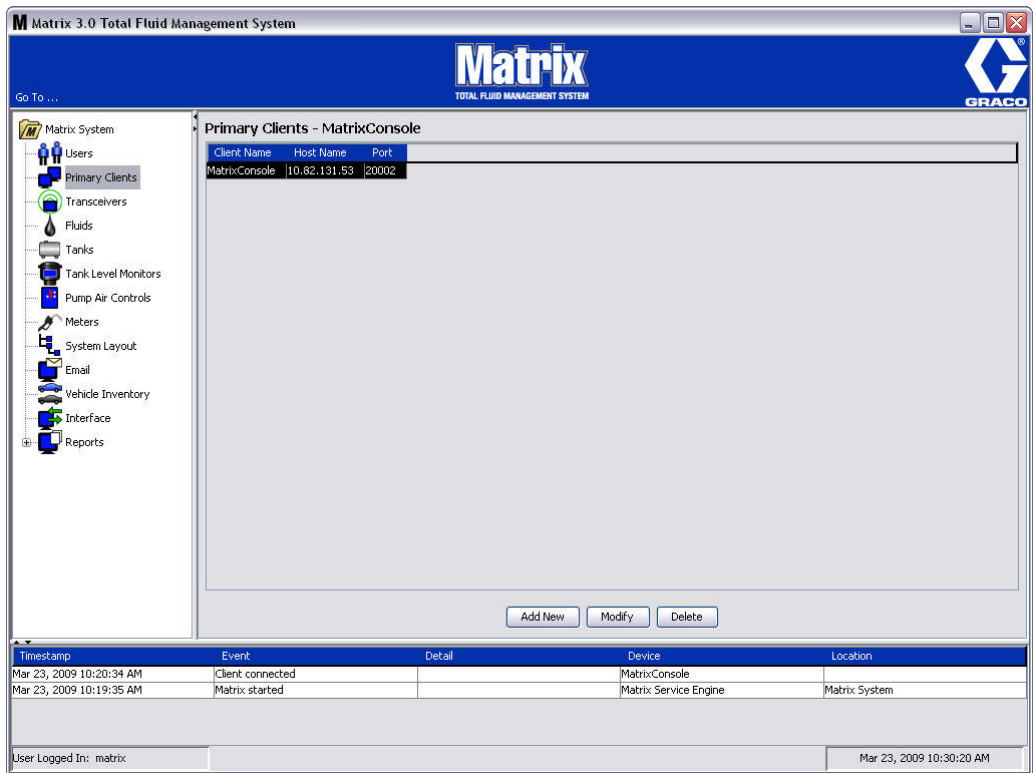 Matrix 3.0 Total Fluid Management System
Matrix
TOTAL FLUID MANAGEMENT SYSTEM
®
GRACO
Go To ...
Matrix System
Users
Primary Clients
Transceivers
Fluids
Tanks
Tank Level Monitors
Pump Air Controls
Meters
System Layout
Email
Vehicle Inventory
Interface
Reports
Primary Clients - MatrixConsole
Client Name Host Name Port
MatrixConsole 10.82.131.53 20002
Add New Modify Delete
Timestamp Event Detail Device Location
Mar 23, 2009 10:20:34 AM Client connected MatrixConsole
Mar 23, 2009 10:19:35 AM Matrix started Matrix Service Engine Matrix System
User Logged In: matrix Mar 23, 2009 10:30:20 AM